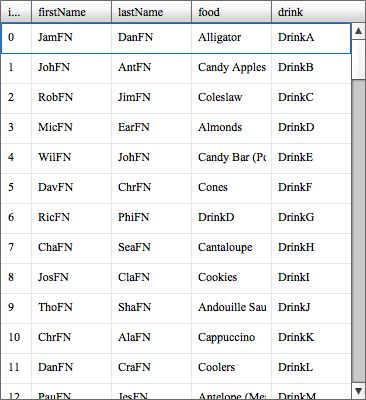 i... firstName lastName food drink
0 JamFN DanFN Alligator DrinkA
1 JohFN AntFN Candy Apples DrinkB
2 RobFN JimFN Coleslaw DrinkC
3 MicFN EarFN Almonds DrinkD
4 WilFN JohFN Candy Bar (Po DrinkE
5 DavFN ChrFN Cones DrinkF
6 RicFN PhiFN DrinkD DrinkG
7 ChaFN SeaFN Cantaloupe DrinkH
8 JosFN ClaFN Cookies DrinkI
9 ThoFN ShaFN Andouille Sau DrinkJ
10 ChrFN AlaFN Cappuccino DrinkK
11 DanFN CraFN Coolers DrinkL
12 PauFN JesFN Antelope (Mea DrinkM